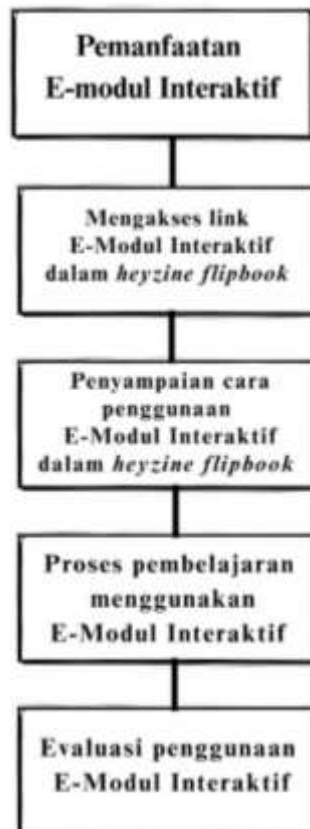 Pemanfaatan
E-modul Interaktif
Mengakses link
E-Modul Interaktif
dalam heyzine flipbook
Penyampaian cara
penggunaan
E-Modul Interaktif
dalam heyzine flipbook
Proses pembelajaran
menggunakan
E-Modul Interaktif
Evaluasi penggunaan
E-Modul Interaktif